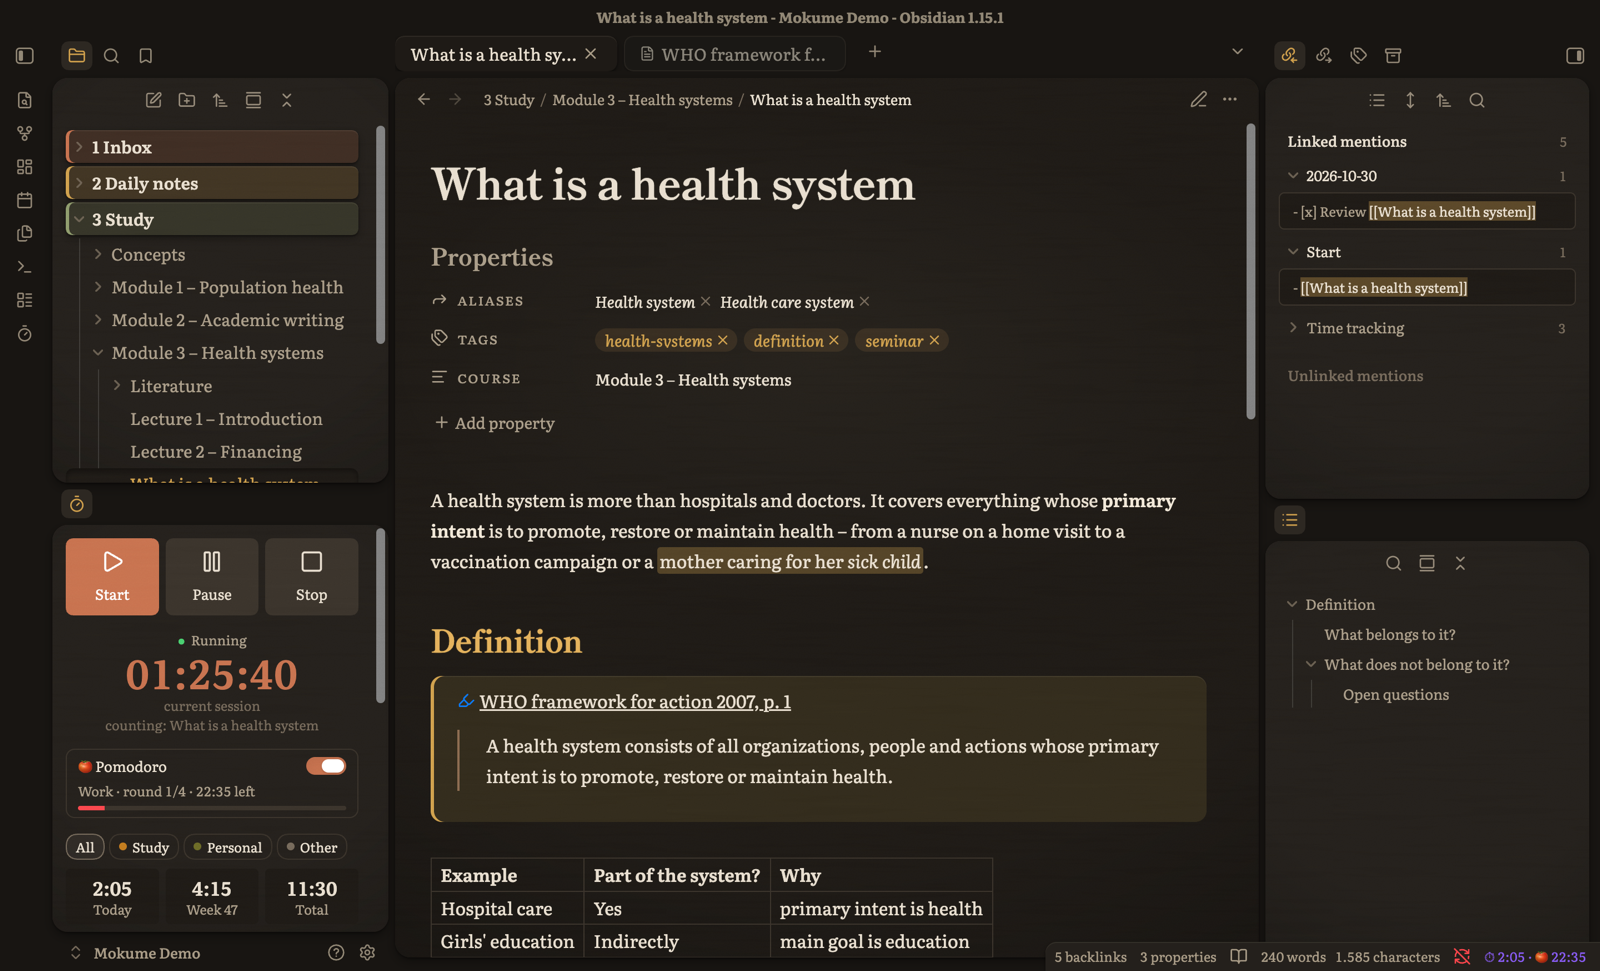 What is a health system - Mokume Demo - Obsidian 1.15.1
What is a health sy...
WHO framework f...
1 Inbox
2 Daily notes
3 Study
Concepts
Module 1 – Population health
Module 2 – Academic writing
Module 3 – Health systems
Literature
Lecture 1 – Introduction
Lecture 2 – Financing
What is a health system
Start
Pause
Stop
Running
01:25:40
current session
counting: What is a health system
Pomodoro
Work · round 1/4 · 22:35 left
All
Study
Personal
Other
2:05
4:15
11:30
Today
Week 47
Total
Mokume Demo
3 Study / Module 3 – Health systems / What is a health system
What is a health system
Properties
ALIASES
Health system
Health care system
TAGS
health-systems
definition
seminar
COURSE
Module 3 – Health systems
Add property
A health system is more than hospitals and doctors. It covers everything whose primary
intent is to promote, restore or maintain health – from a nurse on a home visit to a
vaccination campaign or a mother caring for her sick child.
Definition
WHO framework for action 2007, p. 1
A health system consists of all organizations, people and actions whose primary
intent is to promote, restore or maintain health.
Example Part of the system? Why
Hospital care Yes primary intent is health
Girls' education Indirectly main goal is education
Linked mentions 5
2026-10-30 1
- [x] Review [[What is a health system]]
Start 1
- [[What is a health system]]
Time tracking 3
Unlinked mentions
Definition
What belongs to it?
What does not belong to it?
Open questions
5 backlinks 3 properties 240 words 1.585 characters 2:05 · 22:35